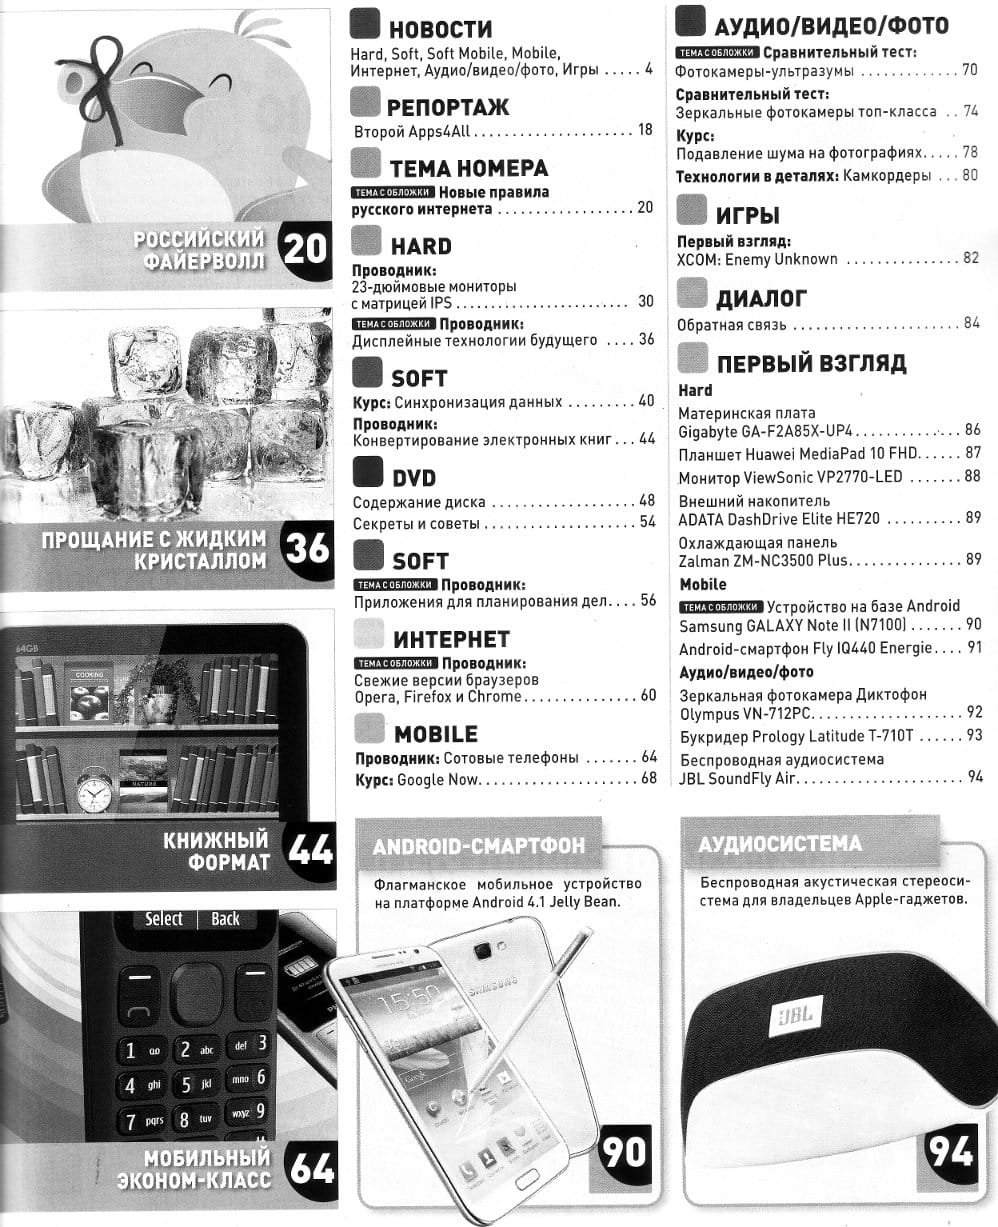 РОССИЙСКИЙ
ФАЙЕРВОЛЛ
20
ПРОЩАНИЕ С ЖИДКИМ
КРИСТАЛЛОМ
36
64GB
COOKING
NATURE
КНИЖНЫЙ
ФОРМАТ
44
Select Back
1 2 abc def 3
4 ghi 5 jkl mno 6
7 pqrs 8 tuv wxyz 9
МОБИЛЬНЫЙ
ЭКОНОМ-КЛАСС
64
НОВОСТИ
Hard, Soft, Soft Mobile, Mobile,
Интернет, Аудио/видео/фото, Игры ..... 4
РЕПОРТАЖ
Второй Apps4All .................... 18
ТЕМА НОМЕРА
ТЕМА С ОБЛОЖКИ Новые правила
русского интернета ................. 20
HARD
Проводник:
23-дюймовые мониторы
с матрицей IPS ..................... 30
ТЕМА С ОБЛОЖКИ Проводник:
Дисплейные технологии будущего .... 36
SOFT
Курс: Синхронизация данных ......... 40
Проводник:
Конвертирование электронных книг ... 44
DVD
Содержание диска ................... 48
Секреты и советы ................... 54
SOFT
ТЕМА С ОБЛОЖКИ Проводник:
Приложения для планирования дел.... 56
ИНТЕРНЕТ
ТЕМА С ОБЛОЖКИ Проводник:
Свежие версии браузеров
Opera, Firefox и Chrome.............. 60
MOBILE
Проводник: Сотовые телефоны ....... 64
Курс: Google Now.................... 68
АУДИО/ВИДЕО/ФОТО
ТЕМА С ОБЛОЖКИ Сравнительный тест:
Фотокамеры-ультразумы ............. 70
Сравнительный тест:
Зеркальные фотокамеры топ-класса .. 74
Курс:
Подавление шума на фотографиях..... 78
Технологии в деталях: Камкордеры ... 80
ИГРЫ
Первый взгляд:
XCOM: Enemy Unknown ............... 82
ДИАЛОГ
Обратная связь ..................... 84
ПЕРВЫЙ ВЗГЛЯД
Hard
Материнская плата
Gigabyte GA-F2A85X-UP4............. 86
Планшет Huawei MediaPad 10 FHD...... 87
Монитор ViewSonic VP2770-LED ....... 88
Внешний накопитель
ADATA DashDrive Elite HE720 .......... 89
Охлаждающая панель
Zalman ZM-NC3500 Plus.............. 89
Mobile
ТЕМА С ОБЛОЖКИ Устройство на базе Android
Samsung GALAXY Note II (N7100) ....... 90
Android-смартфон Fly IQ440 Energie.... 91
Аудио/видео/фото
Зеркальная фотокамера Диктофон
Olympus VN-712PC................... 92
Букридер Prology Latitude T-710T ...... 93
Беспроводная аудиосистема
JBL SoundFly Air..................... 94
ANDROID-СМАРТФОН
Флагманское мобильное устройство
на платформе Android 4.1 Jelly Bean.
SAMSUNG
15:50
Google
90
АУДИОСИСТЕМА
Беспроводная акустическая стереоси-
стема для владельцев Apple-гаджетов.
JBL
94